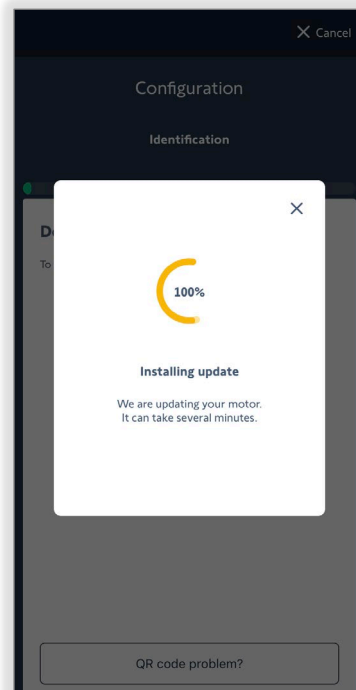 Cancel
Configuration
Identification
To
100%
Installing update
We are updating your motor.
It can take several minutes.
QR code problem?